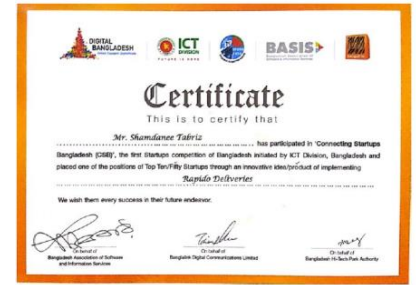 DIGITAL
BANGLADESH
ICT
DIVISION
FUTURE IS HERE
BASIS
Certificate
This is to certify that
Mr. Shamdanee Tabriz
has participated in 'Connecting Startups
Bangladesh (CSB)', the first Startups competition of Bangladesh initiated by ICT Division, Bangladesh and
placed one of the positions of Top Ten/Fifty Startups through an innovative idea/product of implementing
Rapido Deliveries
We wish them every success in their future endeavor.
On behalf of
Bangladesh Association of Software
and Information Services
On behalf of
Banglalink Digital Communications Limited
On behalf of
Bangladesh Hi-Tech Park Authority